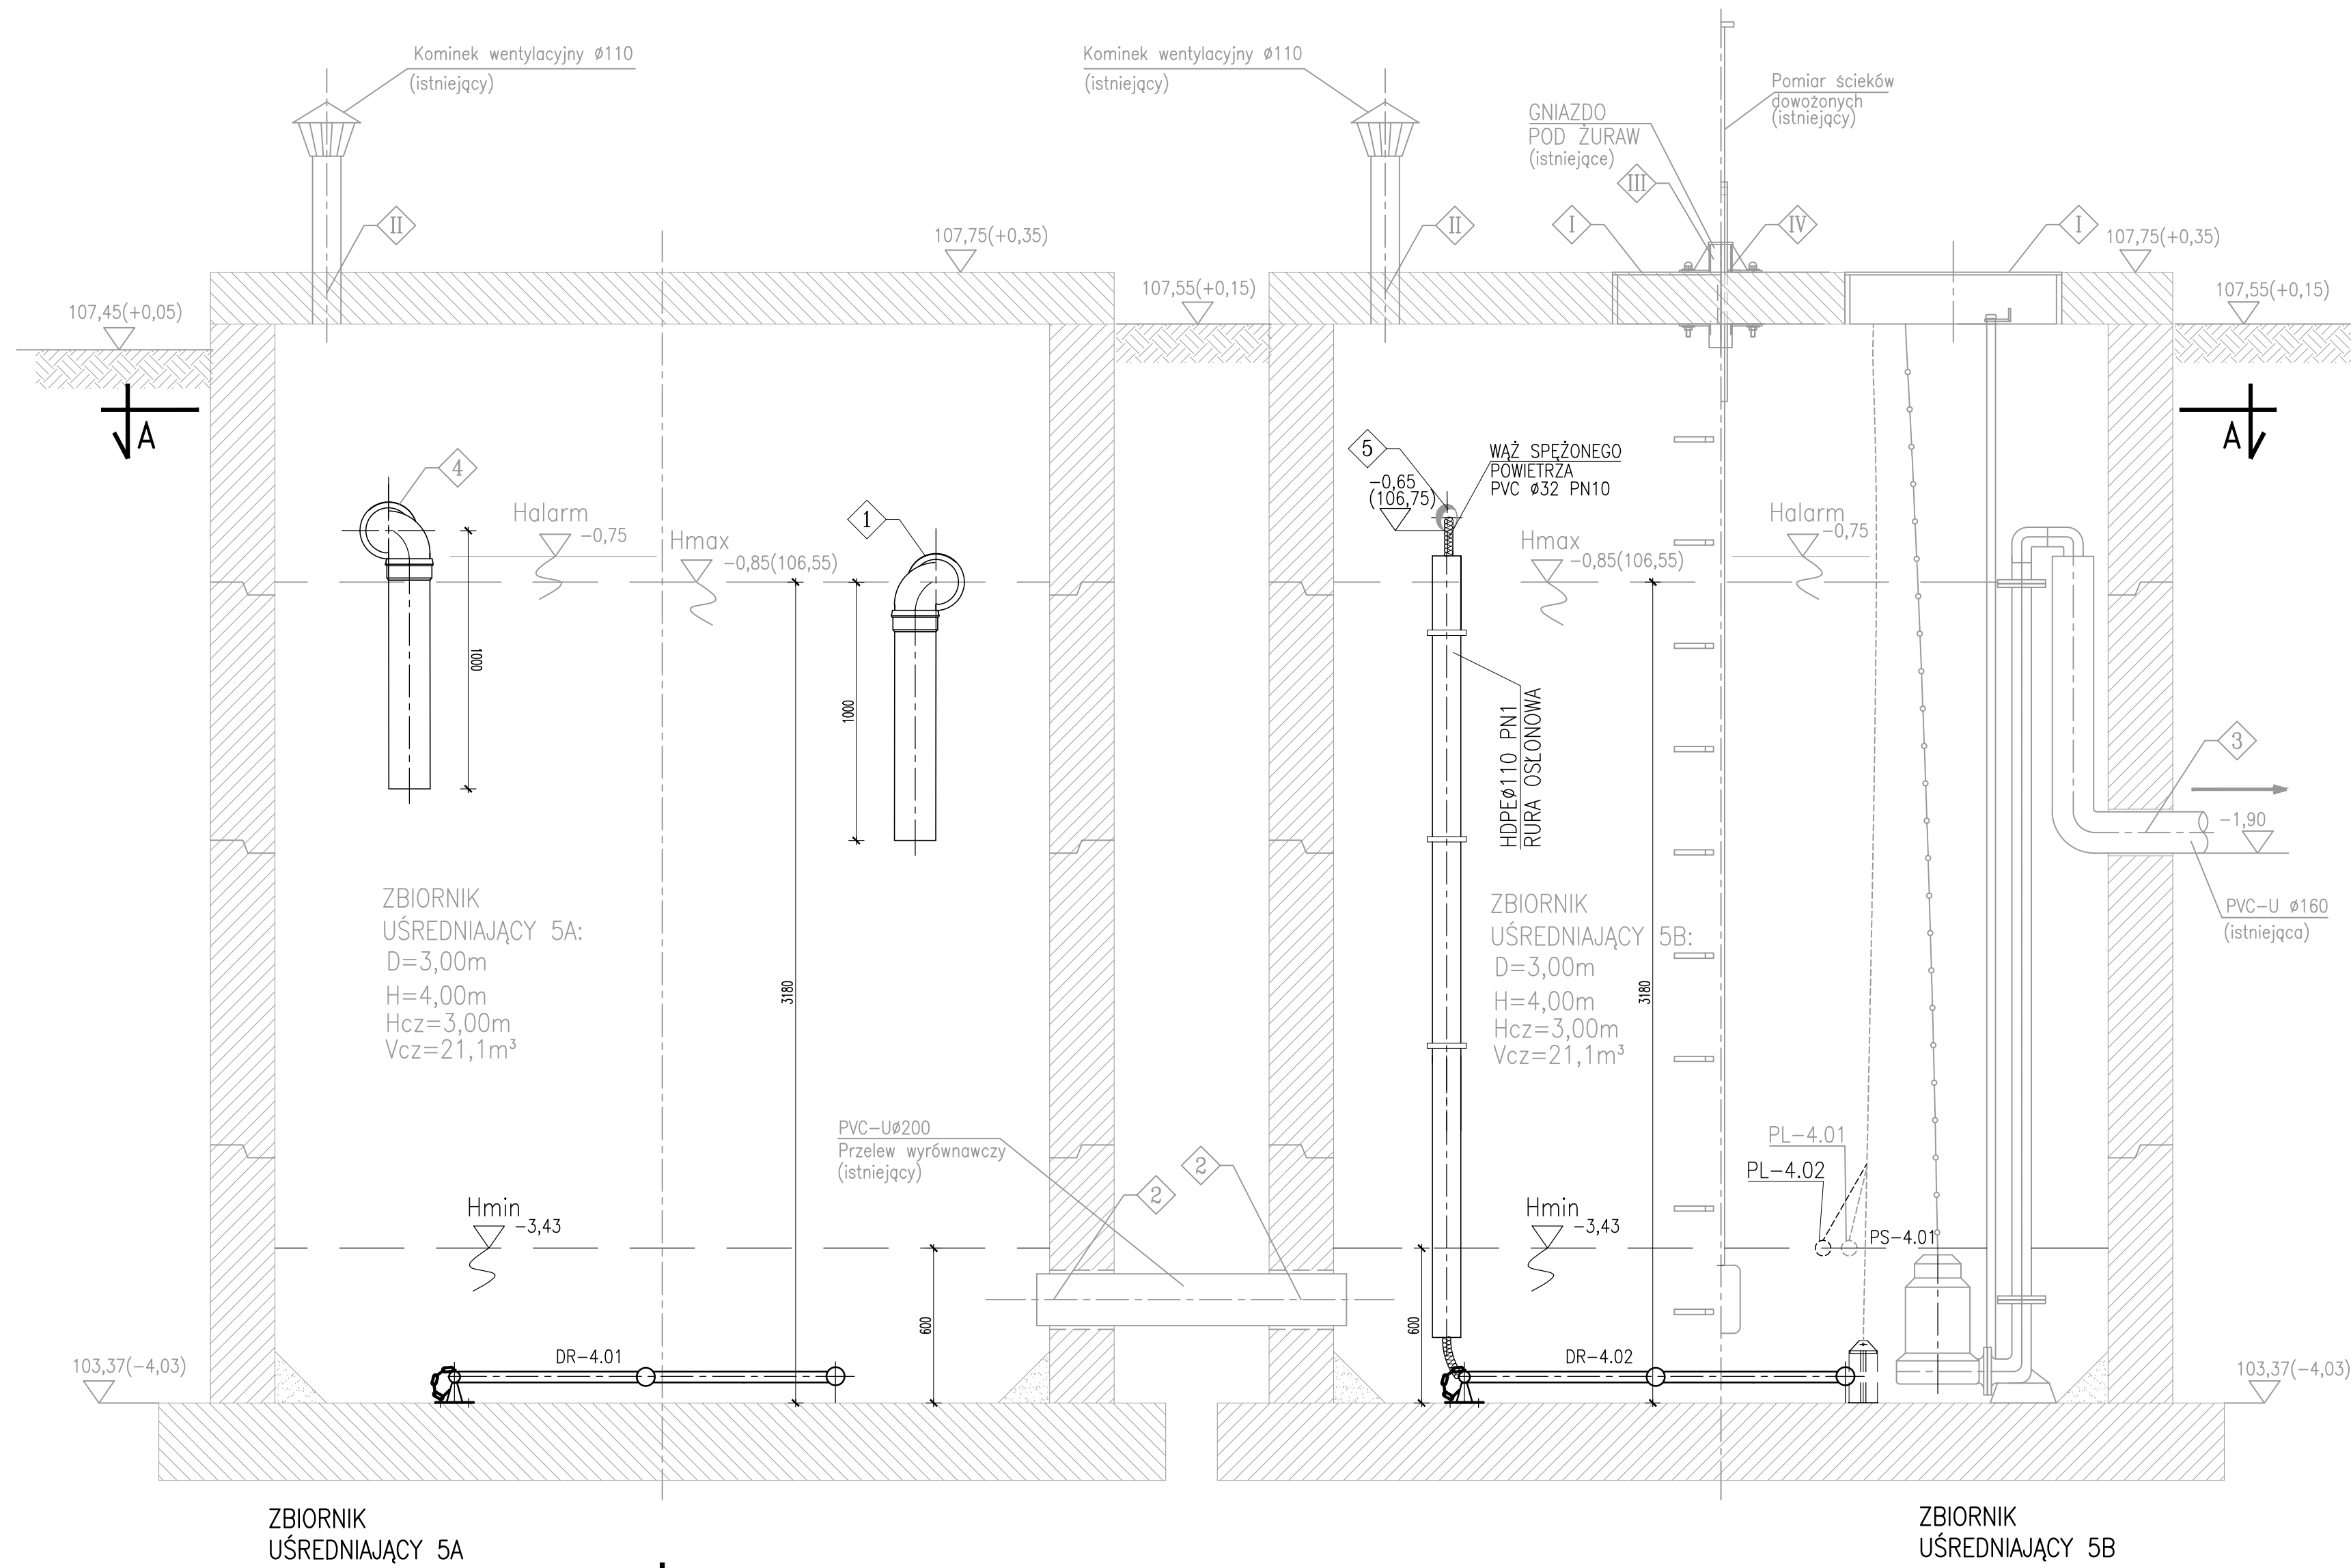 Kominek wentylacyjny ø110
(istniejący)
Kominek wentylacyjny ø110
(istniejący)
Pomiar ścieków
dowożonych
(istniejący)
GNIAZDO
POD ŻURAW
(istniejące)
III
II
II
I
IV
I
107,75(+0,35)
107,75(+0,35)
107,45(+0,05)
107,55(+0,15)
107,55(+0,15)
A
A
4
Halarm
-0,75
Hmax
-0,85(106,55)
1
5
WĄŻ SPĘŻONEGO
POWIETRZA
PVC ø32 PN10
-0,65
(106,75)
Hmax
-0,85(106,55)
Halarm
-0,75
1000
1000
HDPEø110 PN1
RURA OSŁONOWA
3
-1,90
PVC-U ø160
(istniejąca)
ZBIORNIK
UŚREDNIAJĄCY 5A:
D=3,00m
H=4,00m
Hcz=3,00m
Vcz=21,1m³
3180
ZBIORNIK
UŚREDNIAJĄCY 5B:
D=3,00m
H=4,00m
Hcz=3,00m
Vcz=21,1m³
3180
PVC-Uø200
Przelew wyrównawczy
(istniejący)
2
2
PL-4.01
PL-4.02
PS-4.01
Hmin
-3,43
Hmin
-3,43
600
600
DR-4.01
DR-4.02
103,37(-4,03)
103,37(-4,03)
ZBIORNIK
UŚREDNIAJĄCY 5A
ZBIORNIK
UŚREDNIAJĄCY 5B